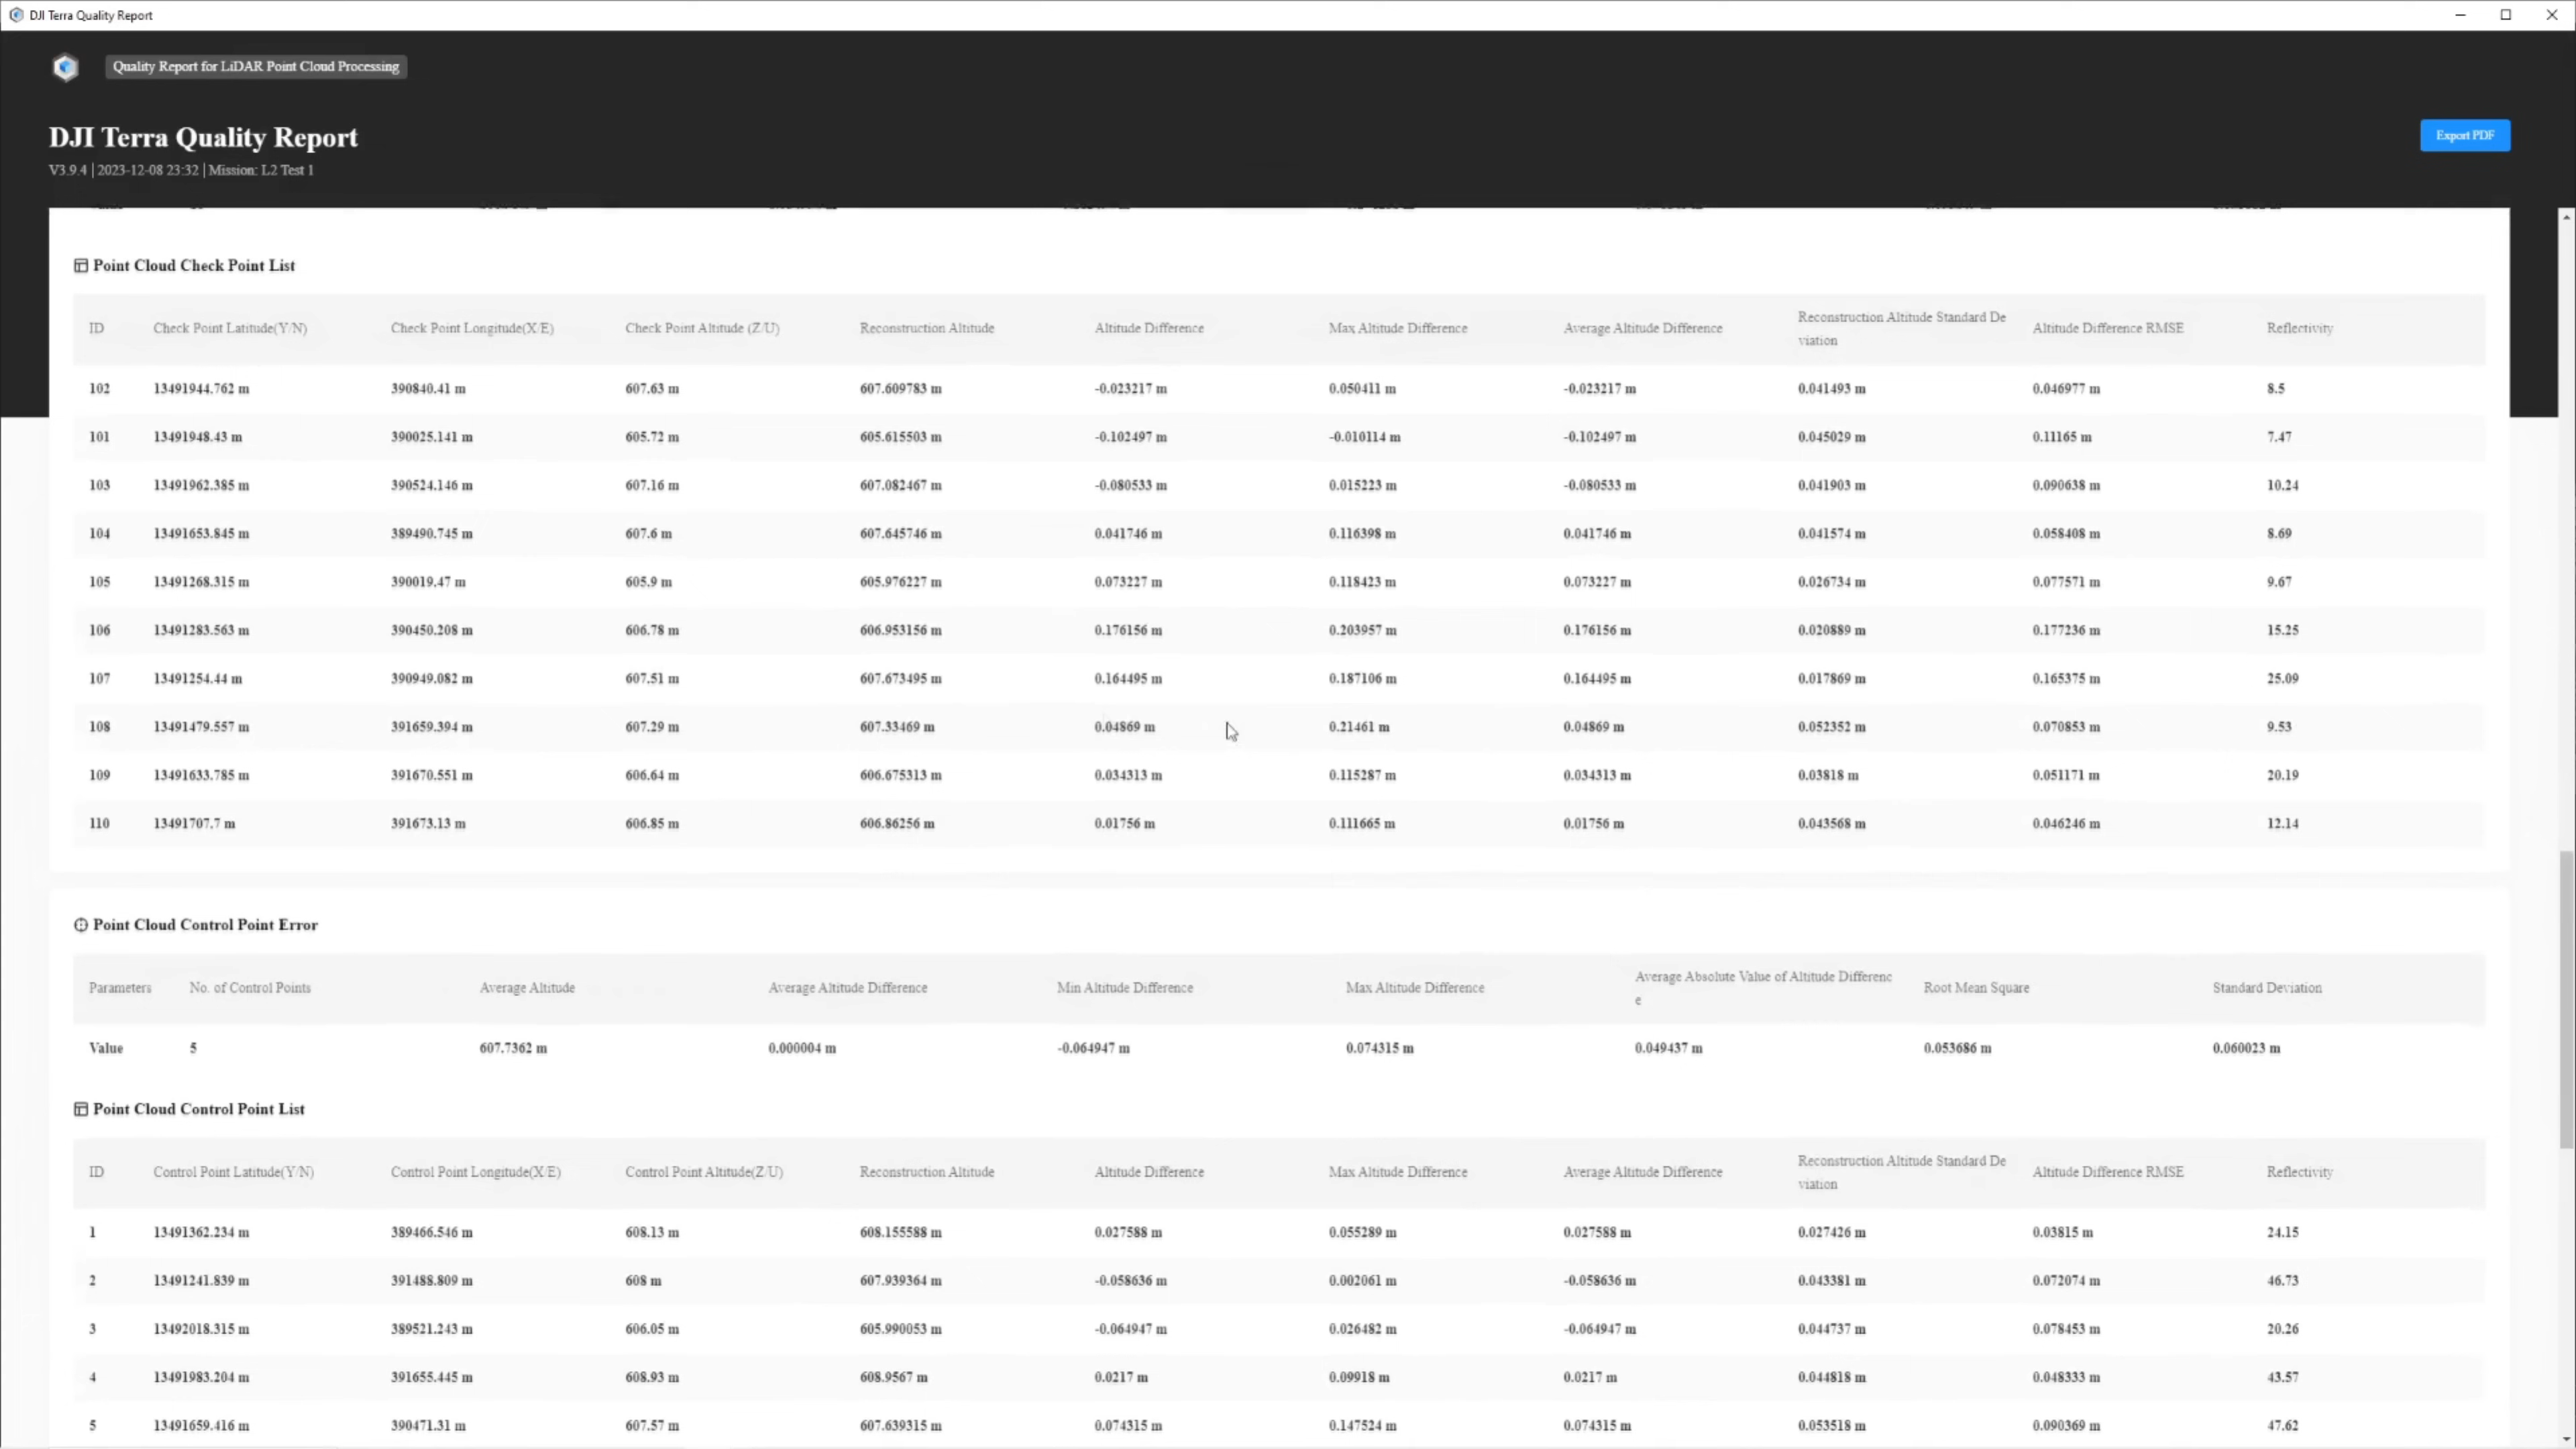 DJI Terra Quality Report
Quality Report for LiDAR Point Cloud Processing
DJI Terra Quality Report
Export PDF
V3.9.4 | 2023-12-08 23:32 | Mission: L2 Test 1
Point Cloud Check Point List
ID Check Point Latitude(Y/N) Check Point Longitude(X/E) Check Point Altitude (Z/U) Reconstruction Altitude Altitude Difference Max Altitude Difference Average Altitude Difference Reconstruction Altitude Standard De
viation Altitude Difference RMSE Reflectivity
102 13491944.762 m 390840.41 m 607.63 m 607.609783 m -0.023217 m 0.050411 m -0.023217 m 0.041493 m 0.046977 m 8.5
101 13491948.43 m 390025.141 m 605.72 m 605.615503 m -0.102497 m -0.010114 m -0.102497 m 0.045029 m 0.11165 m 7.47
103 13491962.385 m 390524.146 m 607.16 m 607.082467 m -0.080533 m 0.015223 m -0.080533 m 0.041903 m 0.090638 m 10.24
104 13491653.845 m 389490.745 m 607.6 m 607.645746 m 0.041746 m 0.116398 m 0.041746 m 0.041574 m 0.058408 m 8.69
105 13491268.315 m 390019.47 m 605.9 m 605.976227 m 0.073227 m 0.118423 m 0.073227 m 0.026734 m 0.077571 m 9.67
106 13491283.563 m 390450.208 m 606.78 m 606.953156 m 0.176156 m 0.203957 m 0.176156 m 0.020889 m 0.177236 m 15.25
107 13491254.44 m 390949.082 m 607.51 m 607.673495 m 0.164495 m 0.187106 m 0.164495 m 0.017869 m 0.165375 m 25.09
108 13491479.557 m 391659.394 m 607.29 m 607.33469 m 0.04869 m 0.21461 m 0.04869 m 0.052352 m 0.070853 m 9.53
109 13491633.785 m 391670.551 m 606.64 m 606.675313 m 0.034313 m 0.115287 m 0.034313 m 0.03818 m 0.051171 m 20.19
110 13491707.7 m 391673.13 m 606.85 m 606.86256 m 0.01756 m 0.111665 m 0.01756 m 0.043568 m 0.046246 m 12.14
Point Cloud Control Point Error
Parameters No. of Control Points Average Altitude Average Altitude Difference Min Altitude Difference Max Altitude Difference Average Absolute Value of Altitude Differenc
e Root Mean Square Standard Deviation
Value 5 607.7362 m 0.000004 m -0.064947 m 0.074315 m 0.049437 m 0.053686 m 0.060023 m
Point Cloud Control Point List
ID Control Point Latitude(Y/N) Control Point Longitude(X/E) Control Point Altitude(Z/U) Reconstruction Altitude Altitude Difference Max Altitude Difference Average Altitude Difference Reconstruction Altitude Standard De
viation Altitude Difference RMSE Reflectivity
1 13491362.234 m 389466.546 m 608.13 m 608.155588 m 0.027588 m 0.055289 m 0.027588 m 0.027426 m 0.03815 m 24.15
2 13491241.839 m 391488.809 m 608 m 607.939364 m -0.058636 m 0.002061 m -0.058636 m 0.043381 m 0.072074 m 46.73
3 13492018.315 m 389521.243 m 606.05 m 605.990053 m -0.064947 m 0.026482 m -0.064947 m 0.044737 m 0.078453 m 20.26
4 13491983.204 m 391655.445 m 608.93 m 608.9567 m 0.0217 m 0.09918 m 0.0217 m 0.044818 m 0.048333 m 43.57
5 13491659.416 m 390471.31 m 607.57 m 607.639315 m 0.074315 m 0.147524 m 0.074315 m 0.053518 m 0.090369 m 47.62